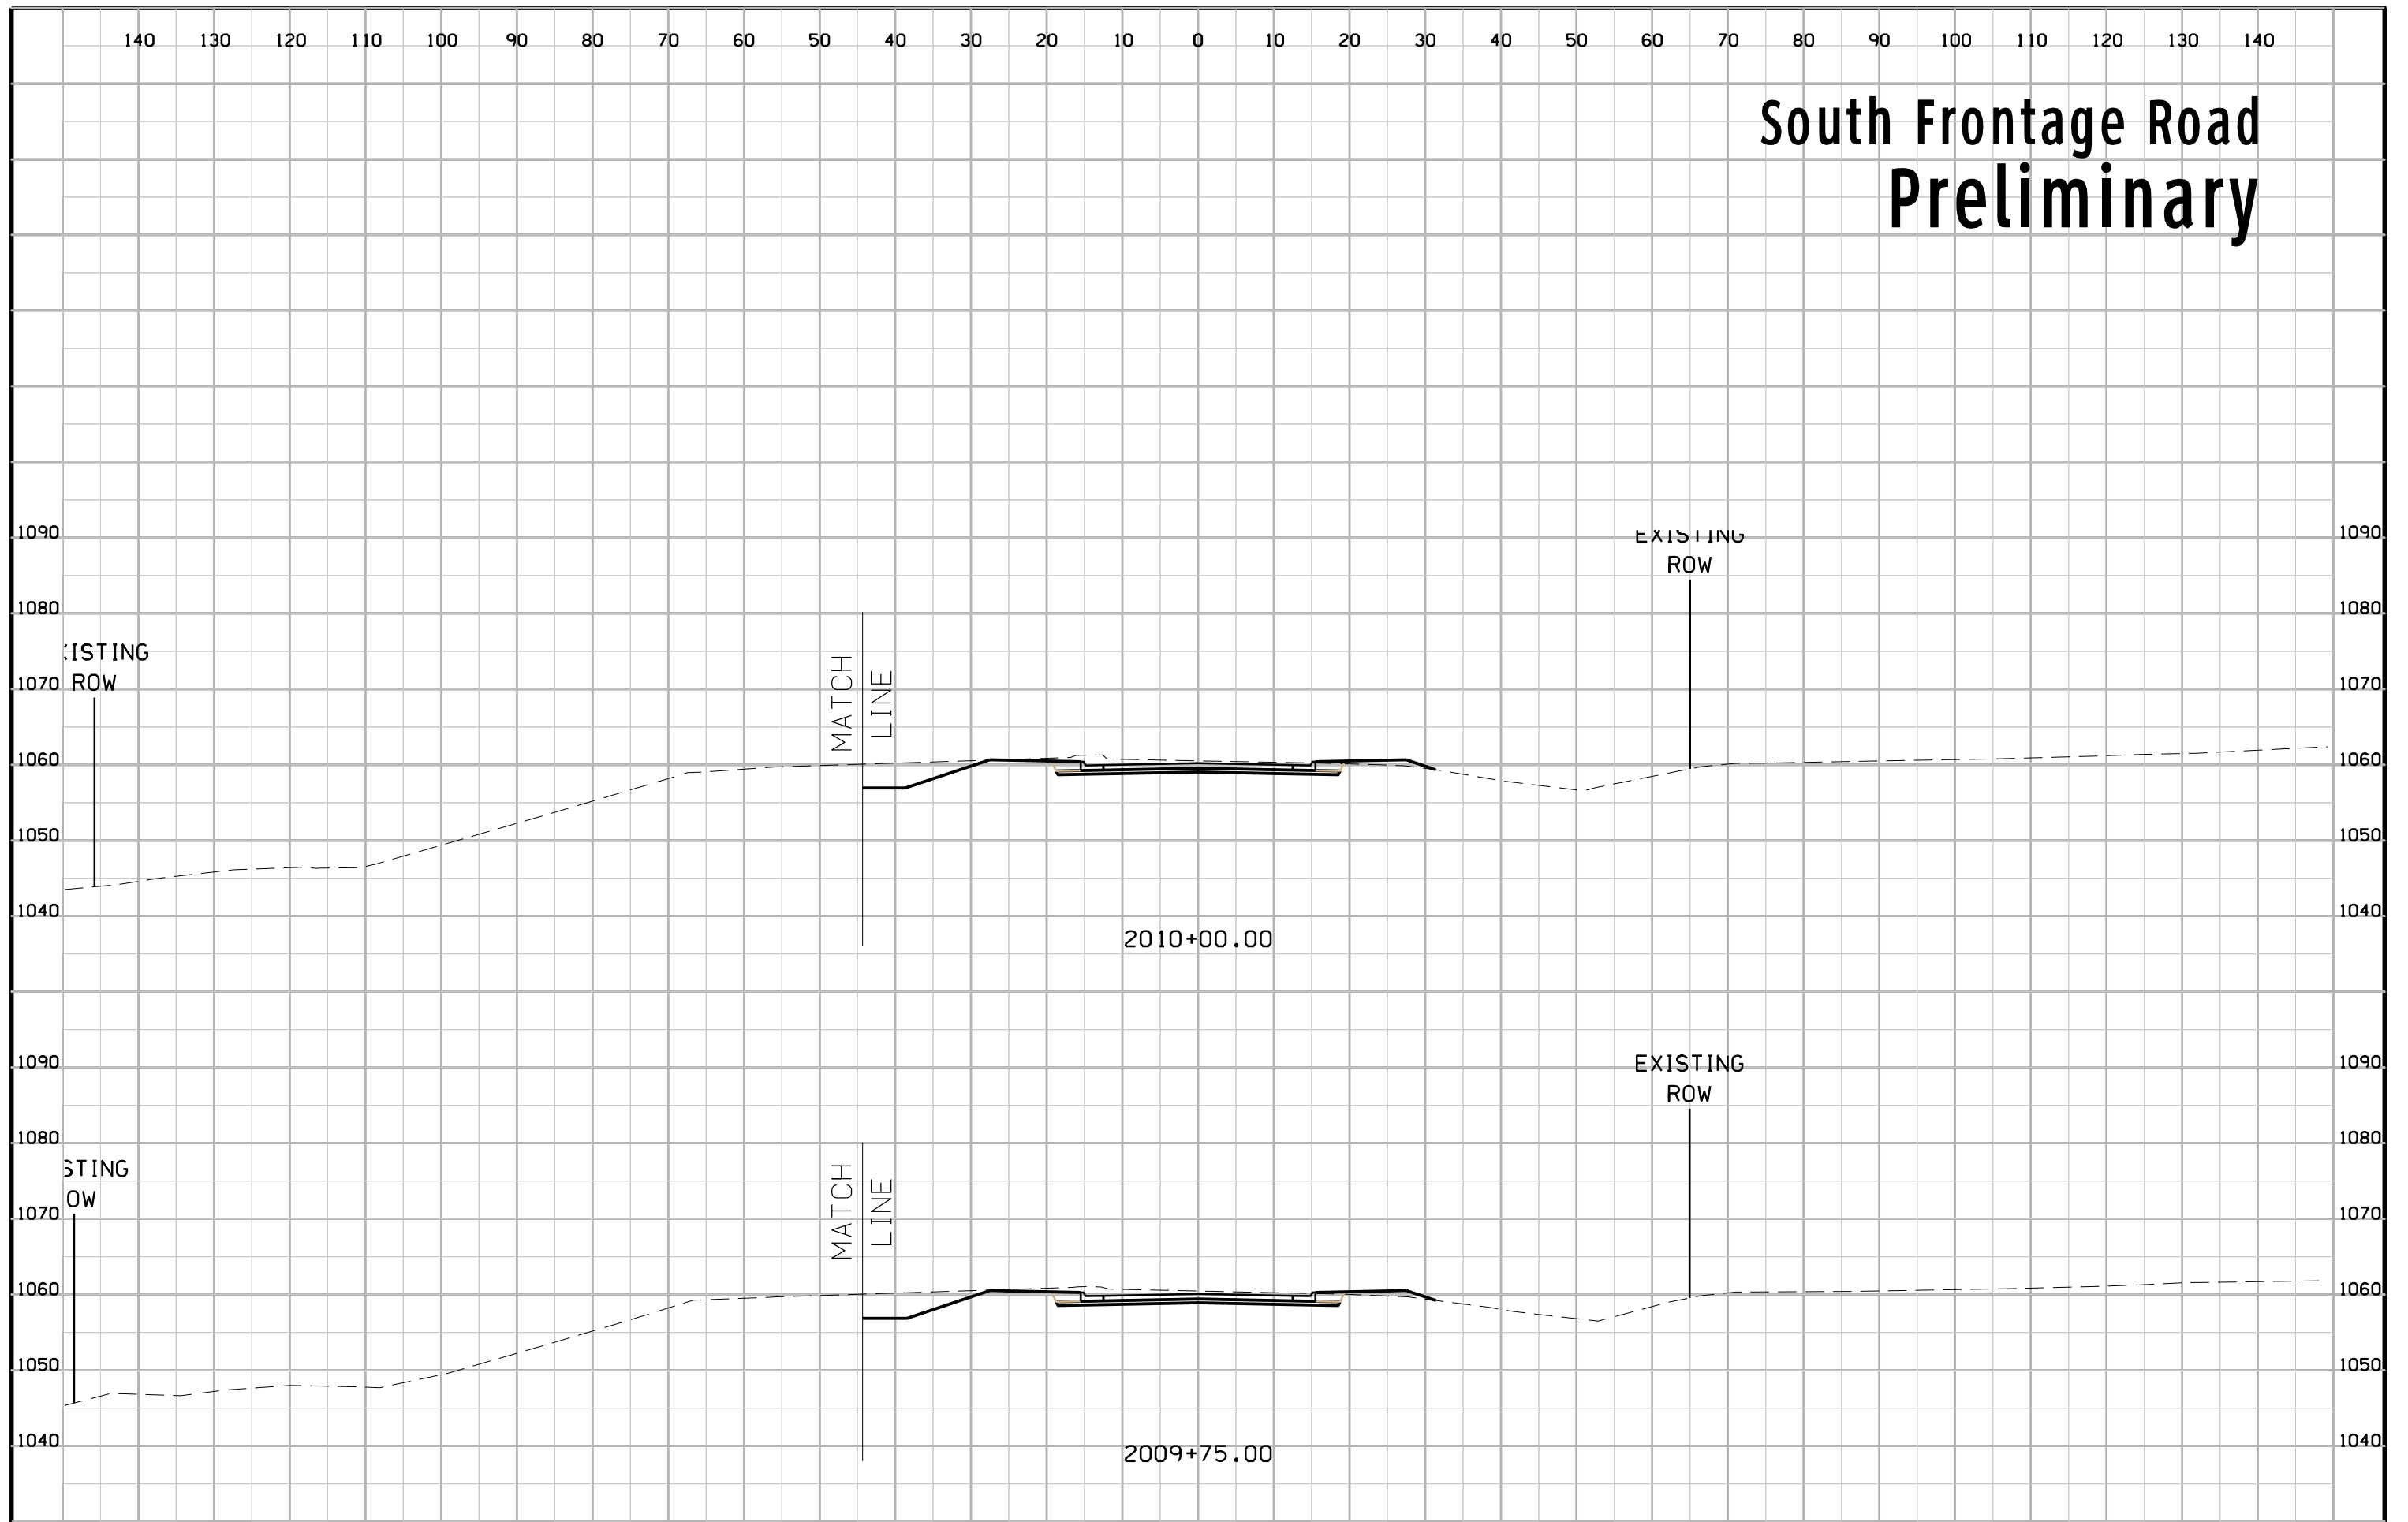 140 130 120 110 100 90 80 70 60 50 40 30 20 10 0 10 20 30 40 50 60 70 80 90 100 110 120 130 140
South Frontage Road
Preliminary
1090 EXISTING 1090
ROW
1080 1080
ISTING
1070 ROW 1070
MATCH
LINE
1060 1060
1050 1050
1040 1040
2010+00.00
1090 EXISTING 1090
ROW
1080 1080
STING
OW
1070 1070
MATCH
LINE
1060 1060
1050 1050
1040 1040
2009+75.00